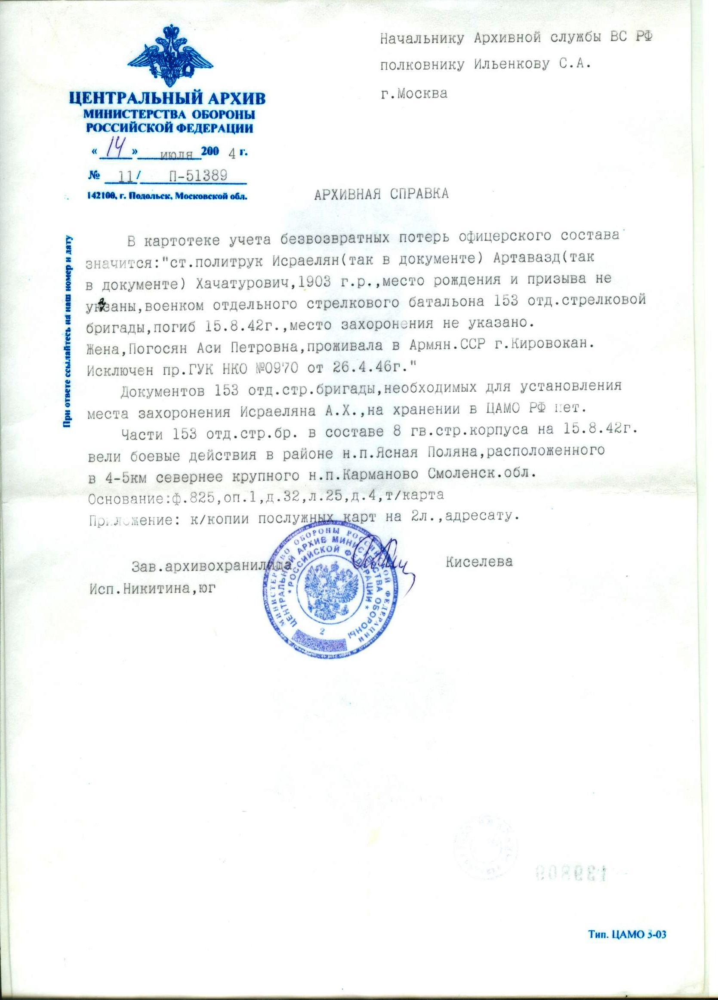 Начальнику Архивной службы ВС РФ
полковнику Ильенкову С.А.
г.Москва
ЦЕНТРАЛЬНЫЙ АРХИВ
МИНИСТЕРСТВА ОБОРОНЫ
РОССИЙСКОЙ ФЕДЕРАЦИИ
« 14 » июля 200 4 г.
№ 11/ П-51389
142100, г. Подольск, Московской обл.
При ответе ссылайтесь на наш номер и дату
АРХИВНАЯ СПРАВКА
В картотеке учета безвозвратных потерь офицерского состава
значится:"ст.политрук Исраелян(так в документе) Артавазд(так
в документе) Хачатурович,1903 г.р.,место рождения и призыва не
указаны,военком отдельного стрелкового батальона 153 отд.стрелковой
бригады,погиб 15.8.42г.,место захоронения не указано.
Жена,Погосян Аси Петровна,проживала в Армян.ССР г.Кировокан.
Исключен пр.ГУК НКО №0970 от 26.4.46г."
Документов 153 отд.стр.бригады,необходимых для установления
места захоронения Исраеляна А.Х.,на хранении в ЦАМО РФ нет.
Части 153 отд.стр.бр. в составе 8 гв.стр.корпуса на 15.8.42г.
вели боевые действия в районе н.п.Ясная Поляна,расположенного
в 4-5км севернее крупного н.п.Карманово Смоленск.обл.
Основание:ф.825,оп.1,д.32,л.25,д.4,т/карта
Приложение: к/копии послужных карт на 2л.,адресату.
Зав.архивохранилища
Киселева
Исп.Никитина,юг
МИНИСТЕРСТВО ОБОРОНЫ РОССИЙСКОЙ ФЕДЕРАЦИИ
ЦЕНТРАЛЬНЫЙ АРХИВ МИНИСТЕРСТВА ОБОРОНЫ
*РОССИЙСКОЙ ФЕДЕРАЦИИ*
2
Тип. ЦАМО 3-03